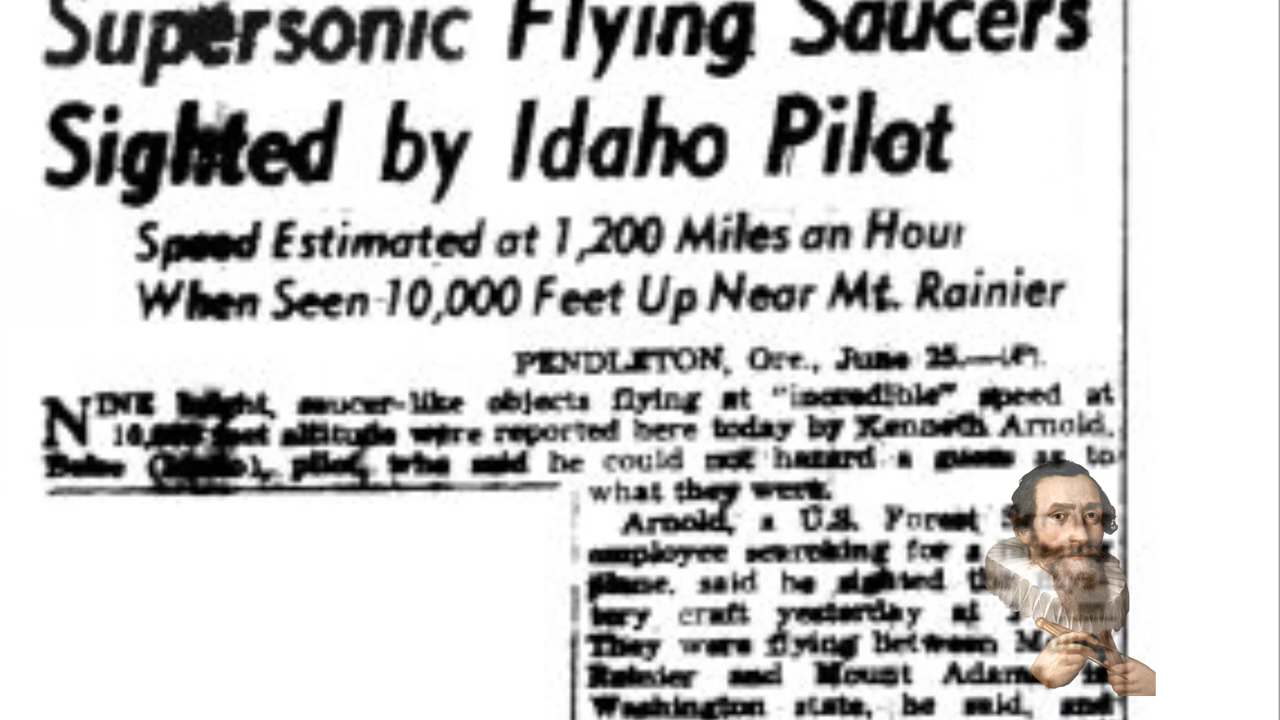 Supersonic Flying Saucers
Sighted by Idaho Pilot
Speed Estimated at 1,200 Miles an Hour
When Seen 10,000 Feet Up Near Mt. Rainier
PENDLETON, Ore., June 25.—(AP).
NINE bright, saucer-like objects flying at "incredible" speed at
10,000 feet altitude were reported here today by Kenneth Arnold,
Boise (Idaho), pilot, who said he could not hazard a guess as to
what they were.
Arnold, a U.S. Forest
employee searching for a
plane, said he sighted
craft yesterday at
They were flying between
Rainier and Mount Adams in
Washington state, he said, and